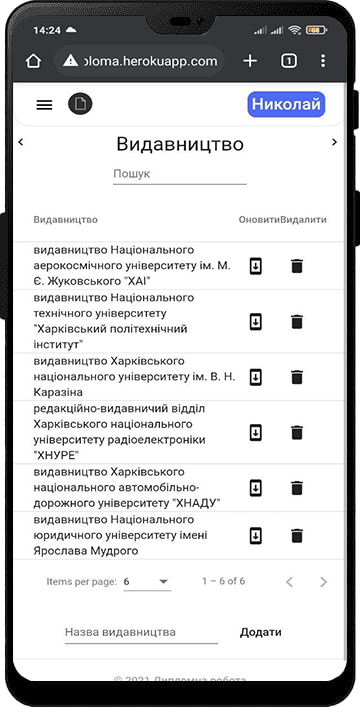 14:24 68
ploma.herokuapp.com 1
Николай
Видавництво
Пошук
Видавництво ОновитиВидалити
видавництво Національного
аерокосмічного університету ім. М.
Є. Жуковського "ХАІ"
видавництво Національного
технічного університету
"Харківський політехнічний
інститут"
видавництво Харківського
національного університету ім. В. Н.
Каразіна
редакційно-видавничий відділ
Харківського національного
університету радіоелектроніки
"ХНУРЕ"
видавництво Харківського
національного автомобільно-
дорожного університету "ХНАДУ"
видавництво Національного
юридичного університету імені
Ярослава Мудрого
Items per page: 6 1 – 6 of 6
Назва видавництва Додати
© 2021 Дипломна робота